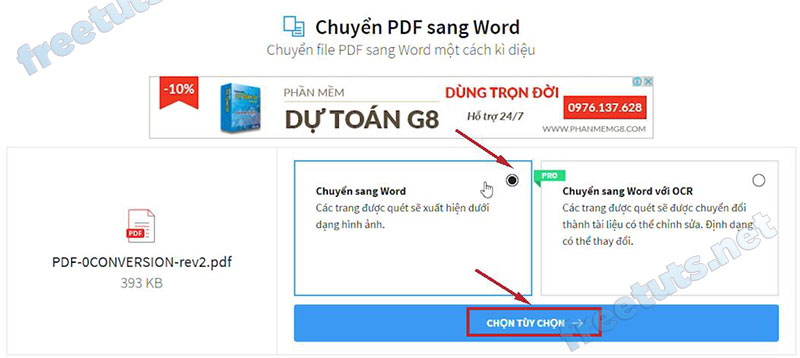 freetuts.net
Chuyển PDF sang Word
Chuyển file PDF sang Word một cách kì diệu
-10%
PHẦN MỀM
DỰ TOÁN G8
DÙNG TRỌN ĐỜI
Hỗ trợ 24/7
0976.137.628
WWW.PHANMEMG8.COM
PDF
PDF-0CONVERSION-rev2.pdf
393 KB
Chuyển sang Word
Các trang được quét sẽ xuất hiện dưới
dạng hình ảnh.
PRO
Chuyển sang Word với OCR
Các trang được quét sẽ được chuyển đổi
thành tài liệu có thể chỉnh sửa. Định dạng
có thể thay đổi.
CHỌN TÙY CHỌN
freetuts.net